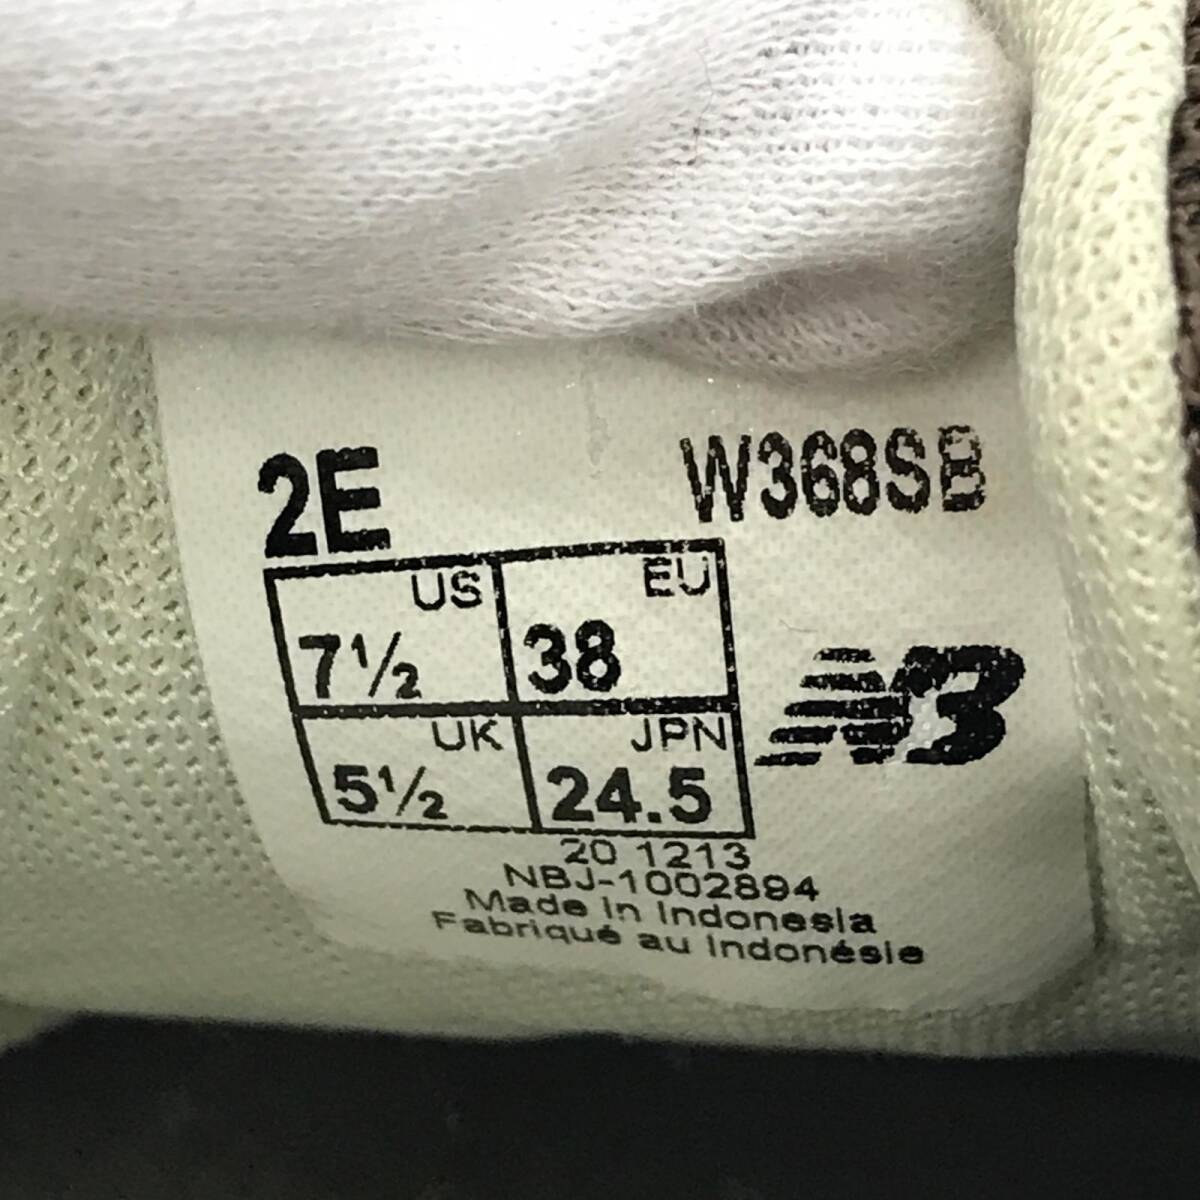 2E W368SB
US EU
7½ 38
NB
UK JPN
5½ 24.5
20 1213
NBJ-1002894
Made in Indonesia
Fabriqué au Indonésie